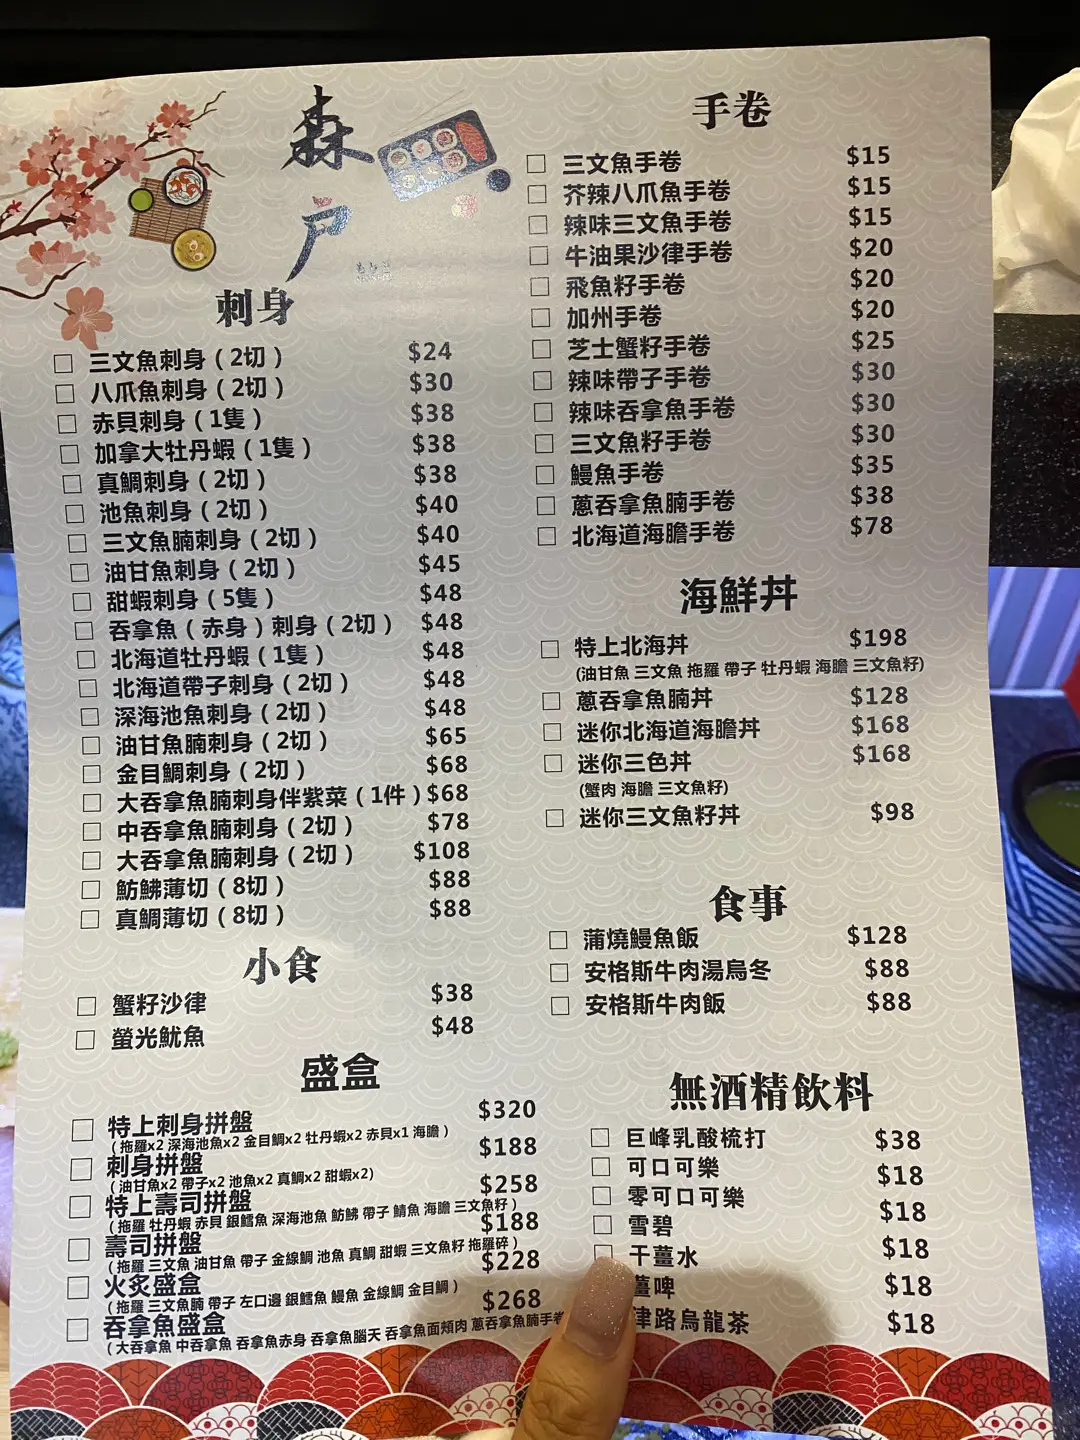 森
戸
刺身
□ 三文魚刺身（2切） $24
□ 八爪魚刺身（2切） $30
□ 赤貝刺身（1隻） $38
□ 加拿大牡丹蝦（1隻） $38
□ 真鯛刺身（2切） $38
□ 池魚刺身（2切） $40
□ 三文魚腩刺身（2切） $40
□ 油甘魚刺身（2切） $45
□ 甜蝦刺身（5隻） $48
□ 吞拿魚（赤身）刺身（2切） $48
□ 北海道牡丹蝦（1隻） $48
□ 北海道帶子刺身（2切） $48
□ 深海池魚刺身（2切） $48
□ 油甘魚腩刺身（2切） $65
□ 金目鯛刺身（2切） $68
□ 大吞拿魚腩刺身伴紫菜（1件） $68
□ 中吞拿魚腩刺身（2切） $78
□ 大吞拿魚腩刺身（2切） $108
□ 魴鮄薄切（8切） $88
□ 真鯛薄切（8切） $88
小食
□ 蟹籽沙律 $38
□ 螢光魷魚 $48
盛盒
□ 特上刺身拼盤 $320
（拖羅x2 深海池魚x2 金目鯛x2 牡丹蝦x2 赤貝x1 海膽）
□ 刺身拼盤 $188
（油甘魚x2 帶子x2 池魚x2 真鯛x2 甜蝦x2）
□ 特上壽司拼盤 $258
（拖羅 牡丹蝦 赤貝 銀鱈魚 深海池魚 魴鮄 帶子 鯖魚 海膽 三文魚籽）
□ 壽司拼盤 $188
（拖羅 三文魚 油甘魚 帶子 金線鯛 池魚 真鯛 甜蝦 三文魚籽 拖羅碎）
□ 火炙盛盒 $228
（拖羅 三文魚腩 帶子 左口邊 銀鱈魚 鰻魚 金線鯛 金目鯛）
□ 吞拿魚盛盒 $268
（大吞拿魚 中吞拿魚 吞拿魚赤身 吞拿魚腦天 吞拿魚面頰肉 蔥吞拿魚腩手卷
手卷
□ 三文魚手卷 $15
□ 芥辣八爪魚手卷 $15
□ 辣味三文魚手卷 $15
□ 牛油果沙律手卷 $20
□ 飛魚籽手卷 $20
□ 加州手卷 $20
□ 芝士蟹籽手卷 $25
□ 辣味帶子手卷 $30
□ 辣味吞拿魚手卷 $30
□ 三文魚籽手卷 $30
□ 鰻魚手卷 $35
□ 蔥吞拿魚腩手卷 $38
□ 北海道海膽手卷 $78
海鮮丼
□ 特上北海丼 $198
(油甘魚 三文魚 拖羅 帶子 牡丹蝦 海膽 三文魚籽)
□ 蔥吞拿魚腩丼 $128
□ 迷你北海道海膽丼 $168
□ 迷你三色丼 $168
(蟹肉 海膽 三文魚籽)
□ 迷你三文魚籽丼 $98
食事
□ 蒲燒鰻魚飯 $128
□ 安格斯牛肉湯烏冬 $88
□ 安格斯牛肉飯 $88
無酒精飲料
□ 巨峰乳酸梳打 $38
□ 可口可樂 $18
□ 零可口可樂 $18
□ 雪碧 $18
□ 干薑水 $18
薑啤 $18
津路烏龍茶